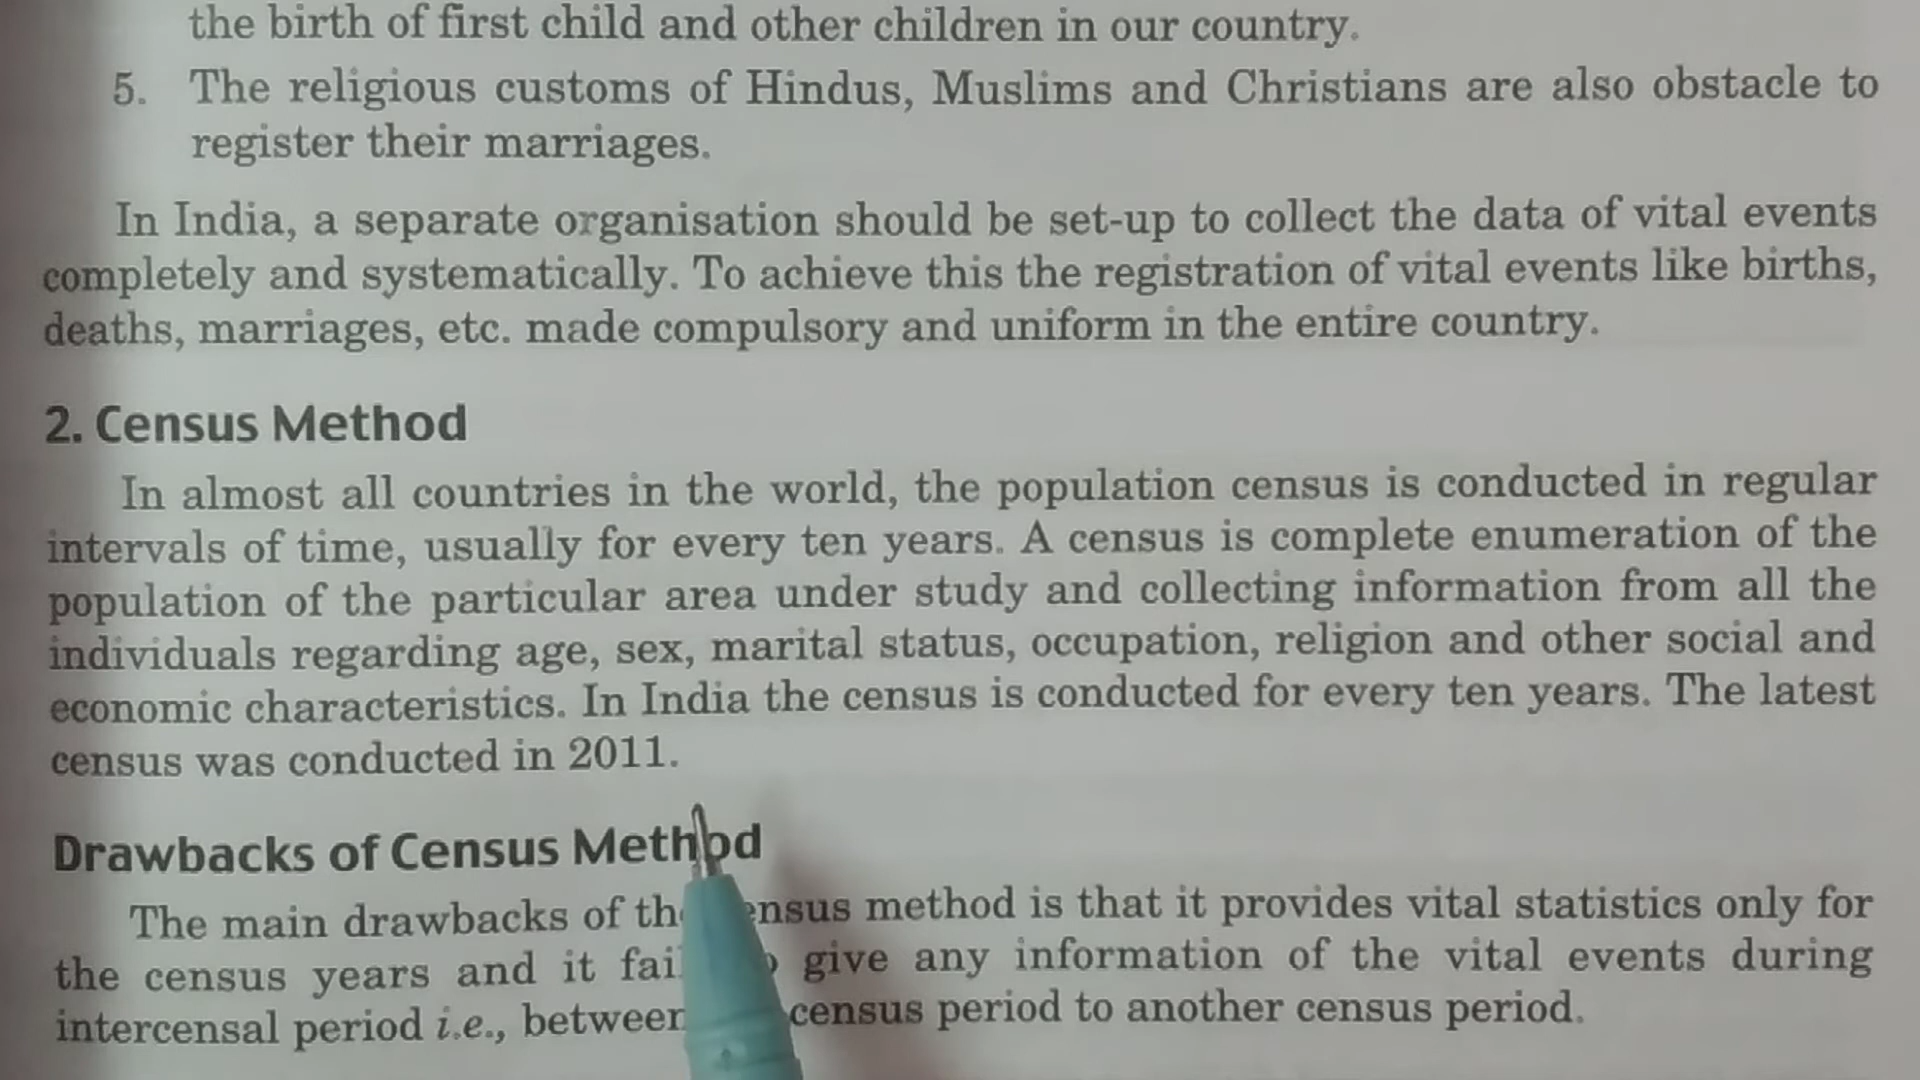 the birth of first child and other children in our country.
5. The religious customs of Hindus, Muslims and Christians are also obstacle to
register their marriages.
In India, a separate organisation should be set-up to collect the data of vital events
completely and systematically. To achieve this the registration of vital events like births,
deaths, marriages, etc. made compulsory and uniform in the entire country.
2. Census Method
In almost all countries in the world, the population census is conducted in regular
intervals of time, usually for every ten years. A census is complete enumeration of the
population of the particular area under study and collecting information from all the
individuals regarding age, sex, marital status, occupation, religion and other social and
economic characteristics. In India the census is conducted for every ten years. The latest
census was conducted in 2011.
Drawbacks of Census Method
The main drawbacks of method is that it provides vital statistics only for
the census years and it give any information of the vital events during
intercensal period i.e., between census period to another census period.